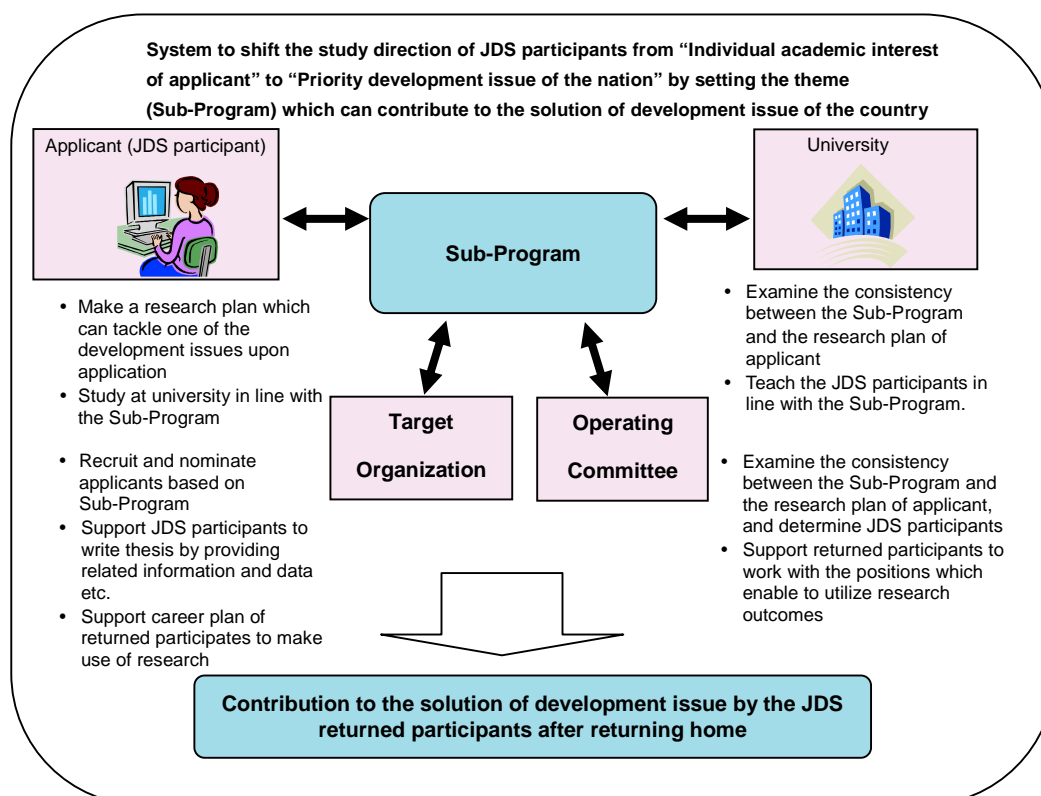 System to shift the study direction of JDS participants from “Individual academic interest
of applicant” to “Priority development issue of the nation” by setting the theme
(Sub-Program) which can contribute to the solution of development issue of the country
Applicant (JDS participant)
University
Sub-Program
• Make a research plan which
can tackle one of the
development issues upon
application
• Study at university in line with
the Sub-Program
• Examine the consistency
between the Sub-Program
and the research plan of
applicant
• Teach the JDS participants in
line with the Sub-Program.
Target
Organization
Operating
Committee
• Recruit and nominate
applicants based on
Sub-Program
• Support JDS participants to
write thesis by providing
related information and data
etc.
• Support career plan of
returned participates to make
use of research
• Examine the consistency
between the Sub-Program and
the research plan of applicant,
and determine JDS participants
• Support returned participants to
work with the positions which
enable to utilize research
outcomes
Contribution to the solution of development issue by the JDS
returned participants after returning home